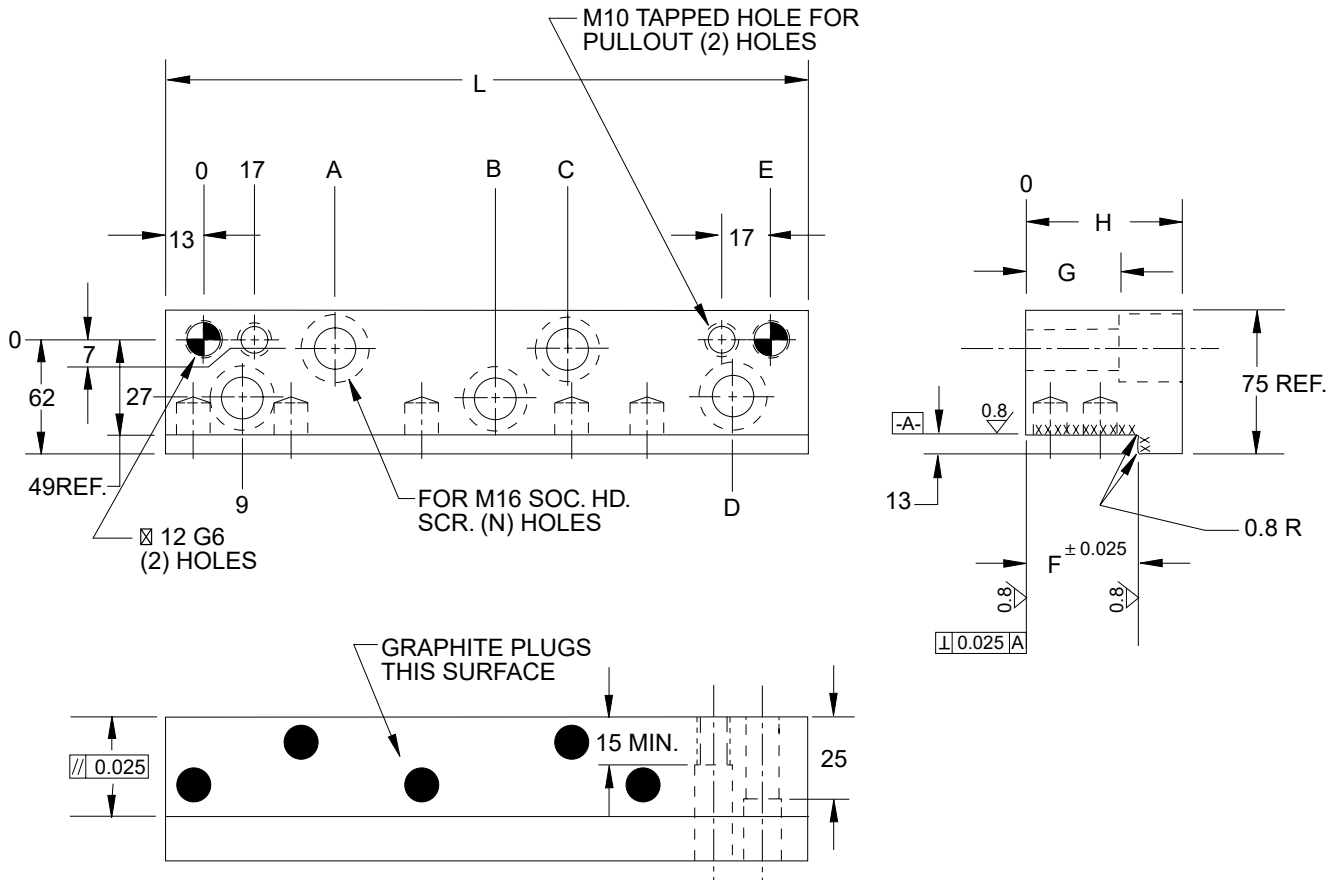 M10 TAPPED HOLE FOR
PULLOUT (2) HOLES
L
0 17 A B C E
13 17
0
7
62
27
49REF.
9
D
FOR M16 SOC. HD.
SCR. (N) HOLES
12 G6
(2) HOLES
0
H
G
75 REF.
-A-
0.8
13
0.8 R
F ± 0.025
0.8 0.8
⊥ 0.025 A
GRAPHITE PLUGS
THIS SURFACE
// 0.025
15 MIN.
25